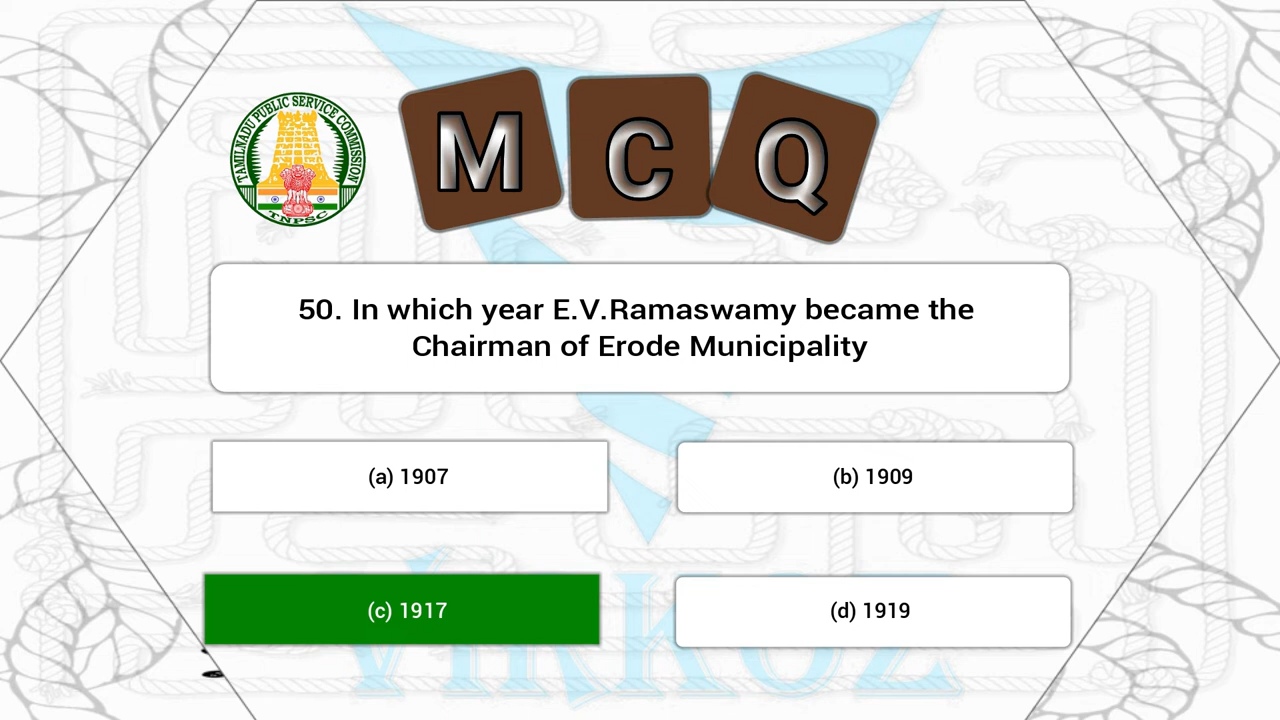 TAMILNADU PUBLIC SERVICE COMMISSION
TNPSC
M C Q
50. In which year E.V.Ramaswamy became the
Chairman of Erode Municipality
(a) 1907
(b) 1909
(c) 1917
(d) 1919
VIRKOZ